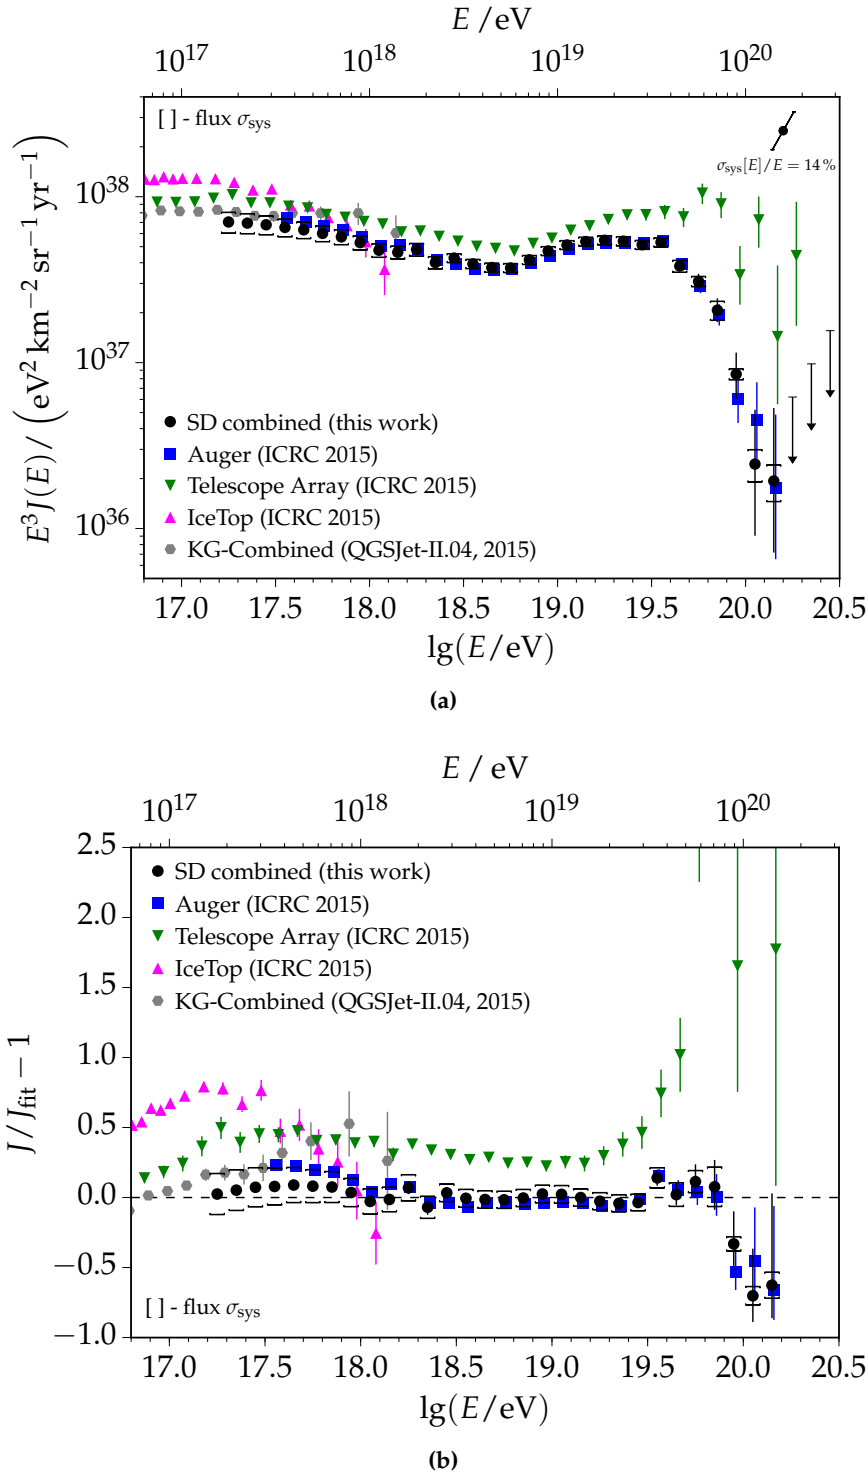 E /eV
10^17 10^18 10^19 10^20
[ ] - flux σ_sys
σ_sys[E]/E = 14 %
E^3 J(E)/ (eV^2 km^−2 sr^−1 yr^−1)
10^38
10^37
10^36
SD combined (this work)
Auger (ICRC 2015)
Telescope Array (ICRC 2015)
IceTop (ICRC 2015)
KG-Combined (QGSJet-II.04, 2015)
17.0 17.5 18.0 18.5 19.0 19.5 20.0 20.5
lg(E/eV)
(a)
E / eV
10^17 10^18 10^19 10^20
J/J_fit − 1
2.5
2.0
1.5
1.0
0.5
0.0
−0.5
−1.0
SD combined (this work)
Auger (ICRC 2015)
Telescope Array (ICRC 2015)
IceTop (ICRC 2015)
KG-Combined (QGSJet-II.04, 2015)
[ ] - flux σ_sys
17.0 17.5 18.0 18.5 19.0 19.5 20.0 20.5
lg(E/eV)
(b)